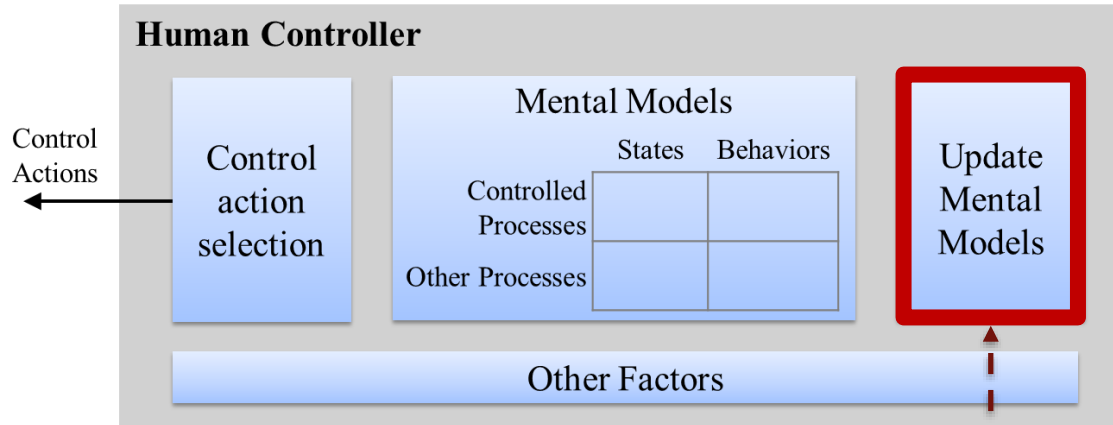 Human Controller
Control
Actions
Control
action
selection
Mental Models
States Behaviors
Controlled
Processes
Other Processes
Update
Mental
Models
Other Factors